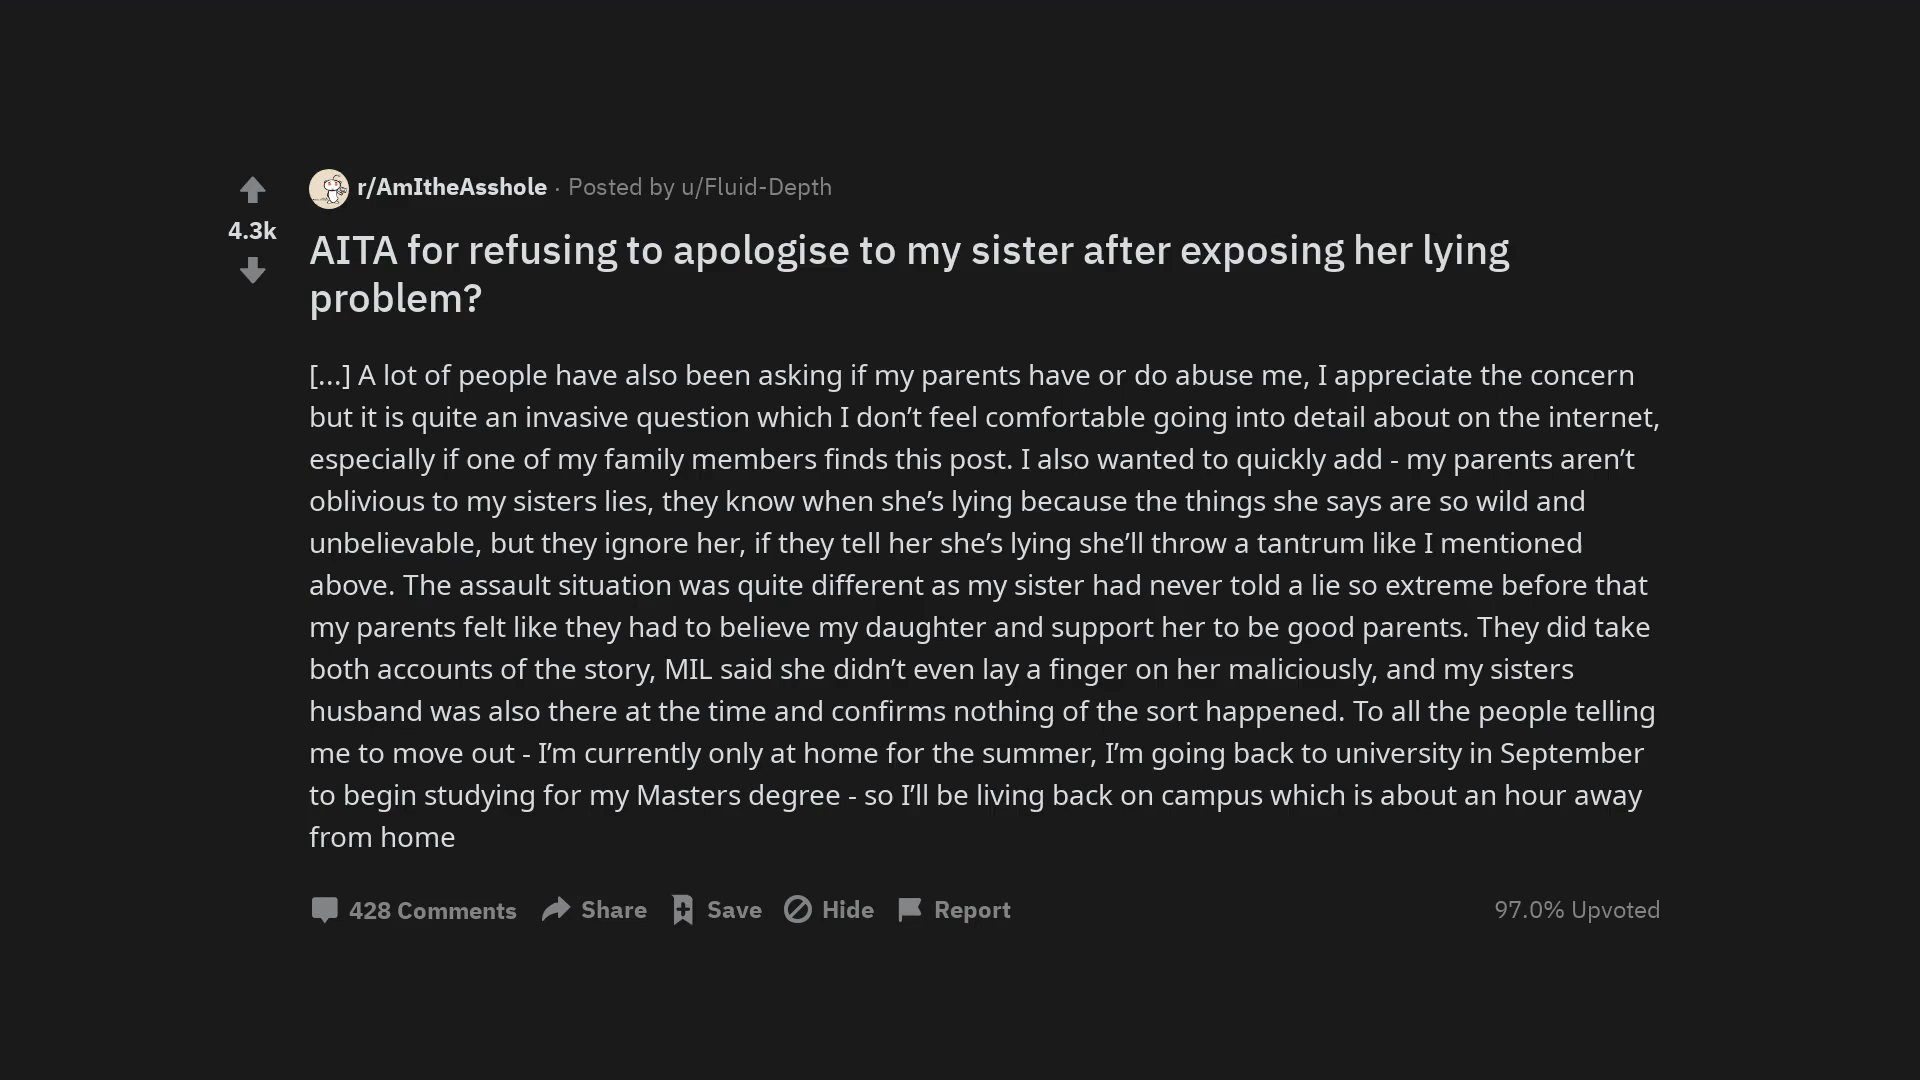 r/AmItheAsshole · Posted by u/Fluid-Depth
4.3k
AITA for refusing to apologise to my sister after exposing her lying
problem?
[...] A lot of people have also been asking if my parents have or do abuse me, I appreciate the concern
but it is quite an invasive question which I don’t feel comfortable going into detail about on the internet,
especially if one of my family members finds this post. I also wanted to quickly add - my parents aren’t
oblivious to my sisters lies, they know when she’s lying because the things she says are so wild and
unbelievable, but they ignore her, if they tell her she’s lying she’ll throw a tantrum like I mentioned
above. The assault situation was quite different as my sister had never told a lie so extreme before that
my parents felt like they had to believe my daughter and support her to be good parents. They did take
both accounts of the story, MIL said she didn’t even lay a finger on her maliciously, and my sisters
husband was also there at the time and confirms nothing of the sort happened. To all the people telling
me to move out - I’m currently only at home for the summer, I’m going back to university in September
to begin studying for my Masters degree - so I’ll be living back on campus which is about an hour away
from home
428 Comments Share Save Hide Report 97.0% Upvoted